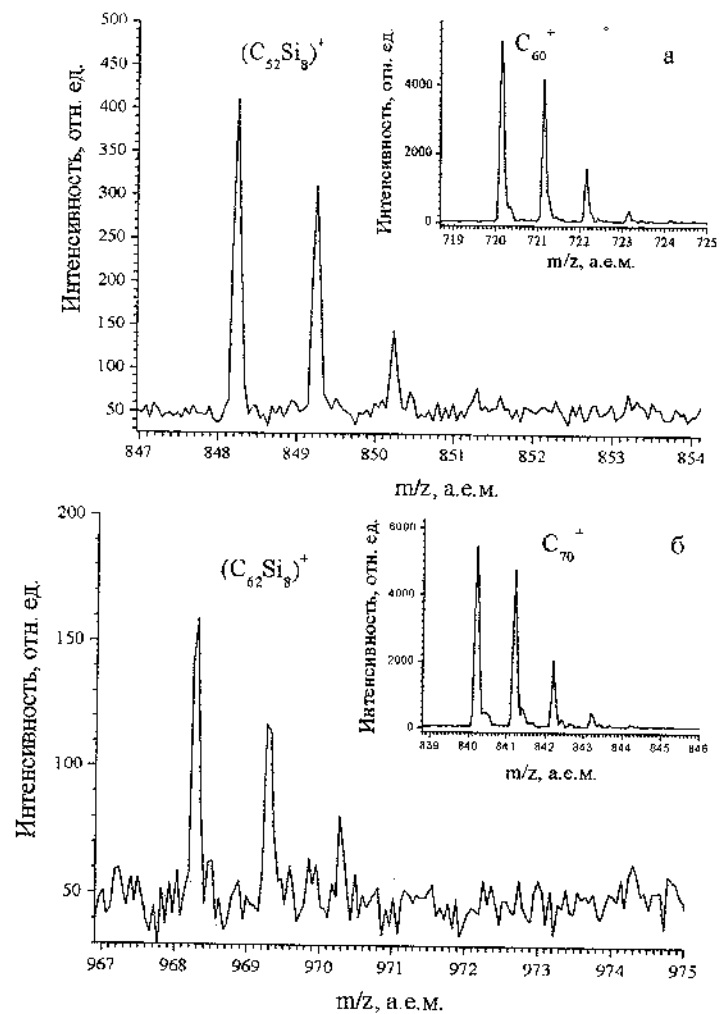 (C52Si8)+
Интенсивность, отн. ед.
500
450
400
350
300
250
200
150
100
50
847 848 849 850 851 852 853 854
m/z, а.е.м.
C60+
а
Интенсивность, отн. ед.
4000
2000
0
719 720 721 722 723 724 725
m/z, а.е.м.
(C62Si8)+
Интенсивность, отн. ед.
200
150
100
50
967 968 969 970 971 972 973 974 975
m/z, а.е.м.
C70+
б
Интенсивность, отн. ед.
6000
4000
2000
0
839 840 841 842 843 844 845 846
m/z, а.е.м.